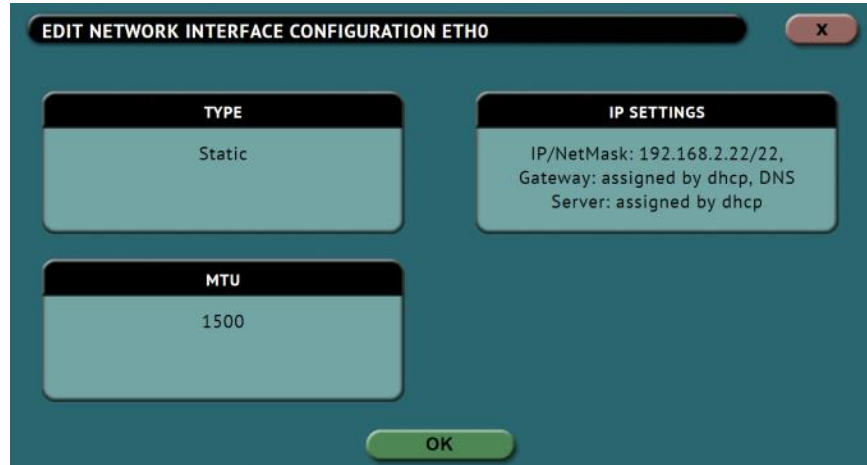 EDIT NETWORK INTERFACE CONFIGURATION ETH0
X
TYPE
Static
IP SETTINGS
IP/NetMask: 192.168.2.22/22,
Gateway: assigned by dhcp, DNS
Server: assigned by dhcp
MTU
1500
OK